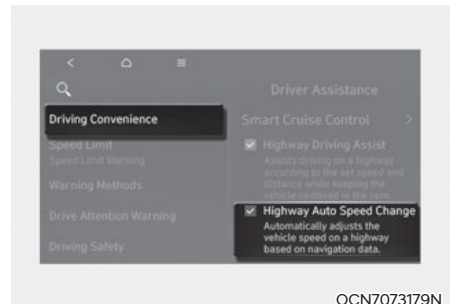 Driver Assistance
Driving Convenience
Speed Limit
Speed Limit Warning
Warning Methods
Drive Attention Warning
Driving Safety
Smart Cruise Control
Highway Driving Assist
Assists driving on a highway
according to the set speed and
distance while keeping the
vehicle centered in the lane.
Highway Auto Speed Change
Automatically adjusts the
vehicle speed on a highway
based on navigation data.
OCN7073179N